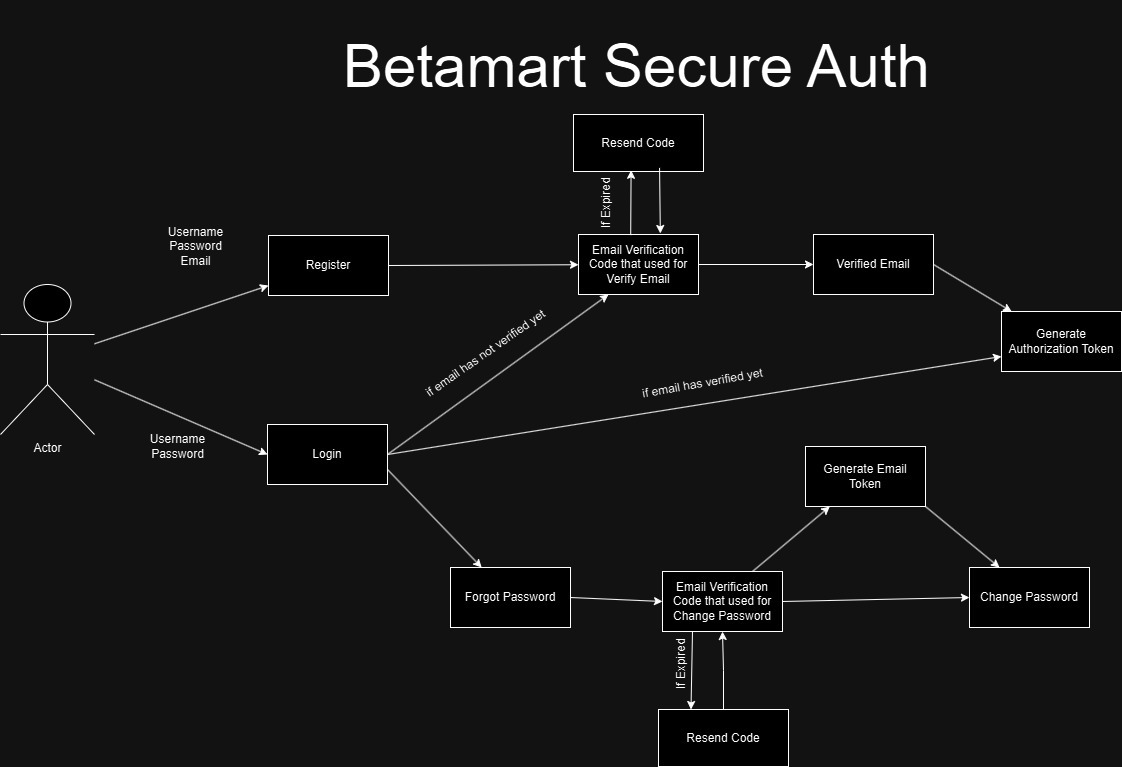 Betamart Secure Auth
Resend Code
If Expired
Username
Password
Email
Register
Email Verification
Code that used for
Verify Email
Verified Email
Generate
Authorization Token
if email has not verified yet
if email has verified yet
Actor
Username
Password
Login
Generate Email
Token
Forgot Password
Email Verification
Code that used for
Change Password
Change Password
If Expired
Resend Code